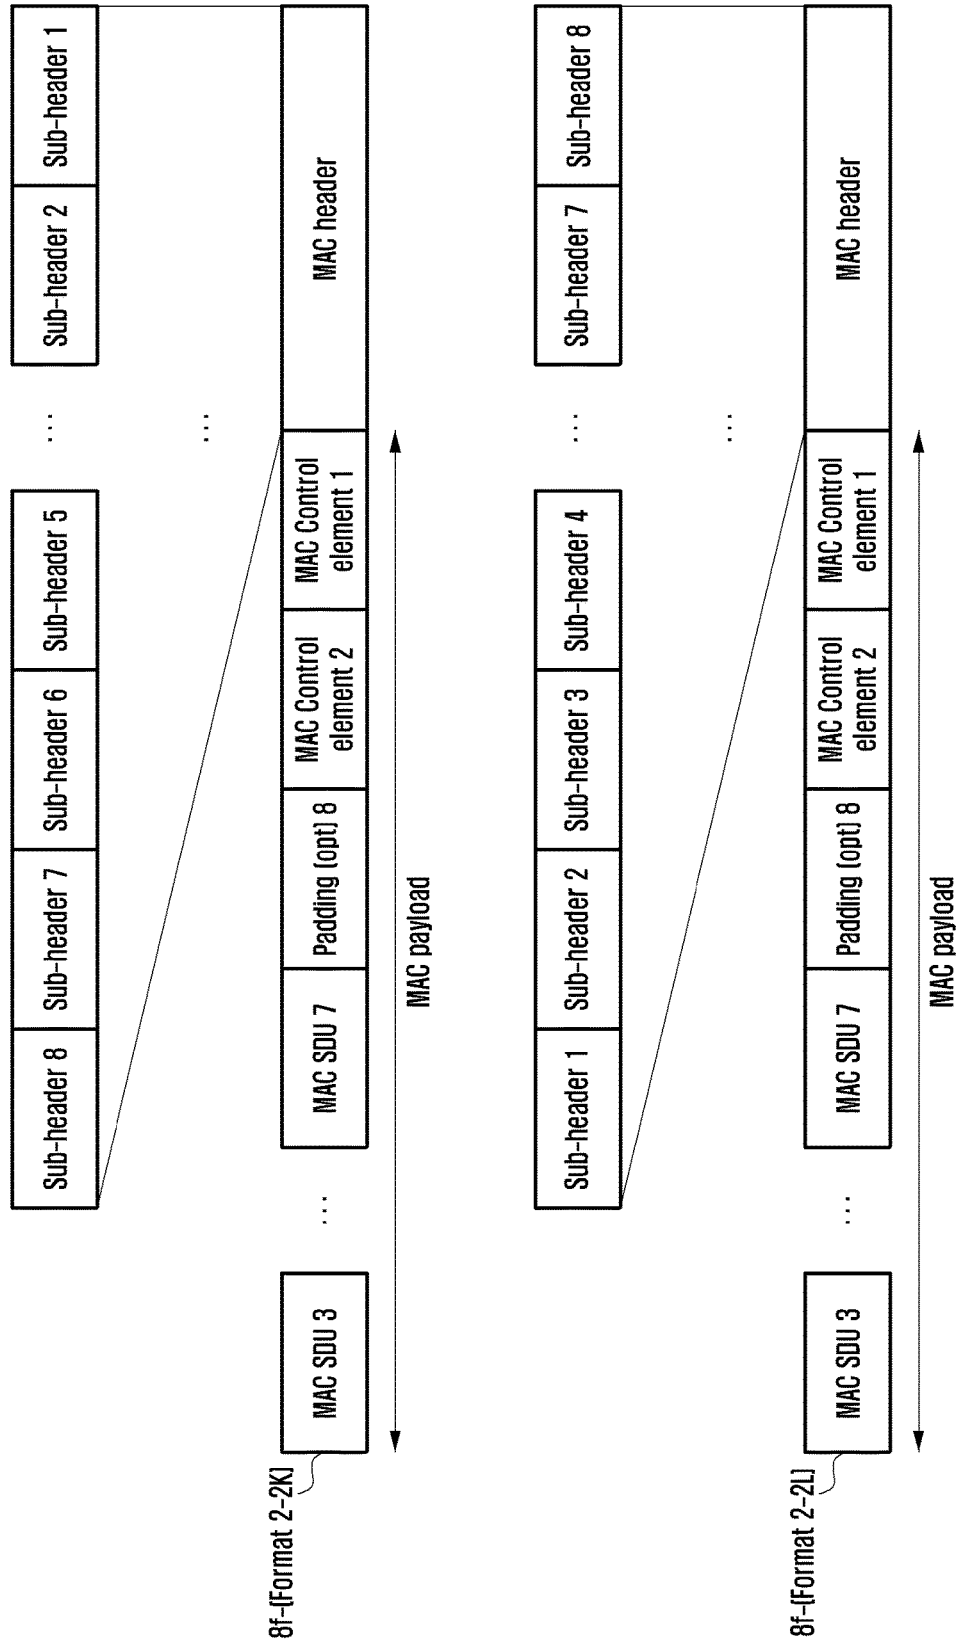 Sub-header 8
Sub-header 7
Sub-header 6
Sub-header 5
...
Sub-header 2
Sub-header 1
...
8f-(Format 2-2K)
MAC SDU 3
...
MAC SDU 7
Padding (opt) 8
MAC Control
element 2
MAC Control
element 1
MAC header
MAC payload
Sub-header 1
Sub-header 2
Sub-header 3
Sub-header 4
...
Sub-header 7
Sub-header 8
...
8f-(Format 2-2L)
MAC SDU 3
...
MAC SDU 7
Padding (opt) 8
MAC Control
element 2
MAC Control
element 1
MAC header
MAC payload